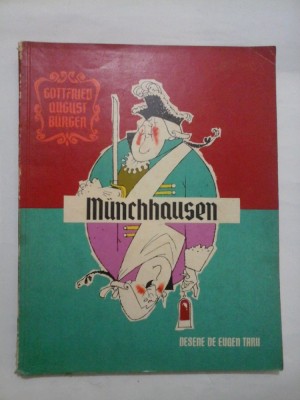 GOTTFRIED
AUGUST
BÜRGER
Münchhausen
DESENE DE EUGEN TARU